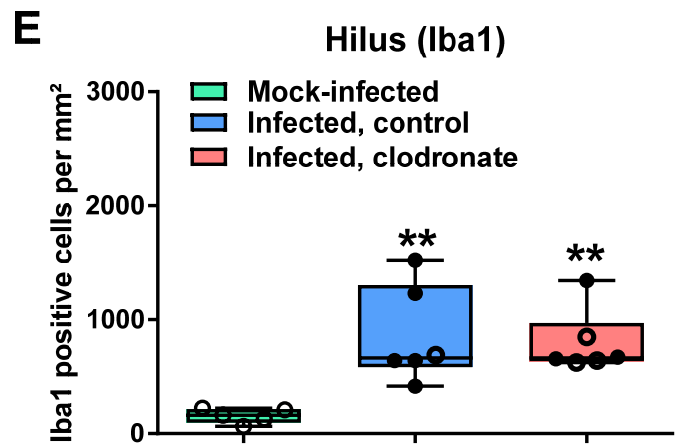 E
Hilus (Iba1)
Iba1 positive cells per mm²
3000
2000
1000
0
Mock-infected
Infected, control
Infected, clodronate
**
**